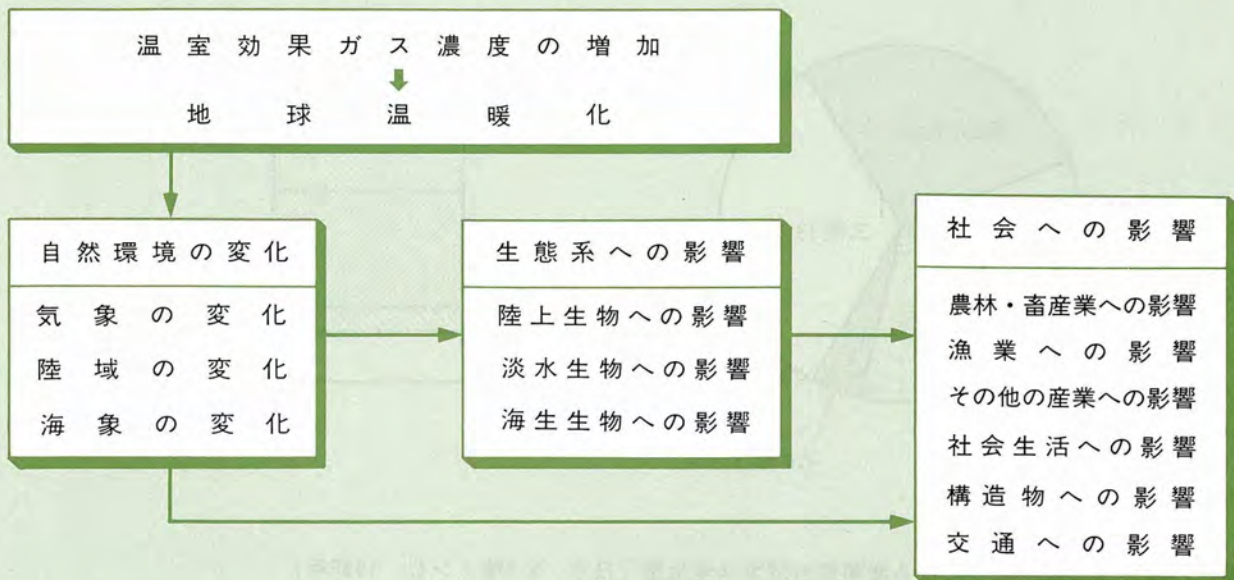 温室効果ガス濃度の増加
地球温暖化
自然環境の変化
気象の変化
陸域の変化
海象の変化
生態系への影響
陸上生物への影響
淡水生物への影響
海生生物への影響
社会への影響
農林・畜産業への影響
漁業への影響
その他の産業への影響
社会生活への影響
構造物への影響
交通への影響